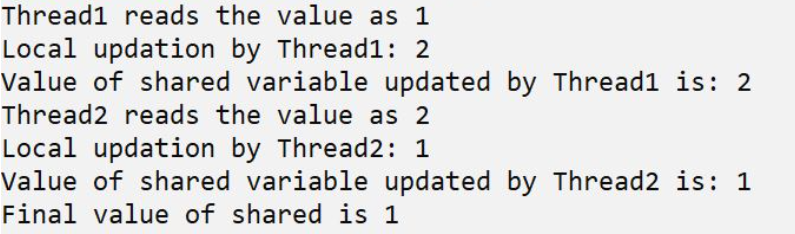 Thread1 reads the value as 1
Local updation by Thread1: 2
Value of shared variable updated by Thread1 is: 2
Thread2 reads the value as 2
Local updation by Thread2: 1
Value of shared variable updated by Thread2 is: 1
Final value of shared is 1